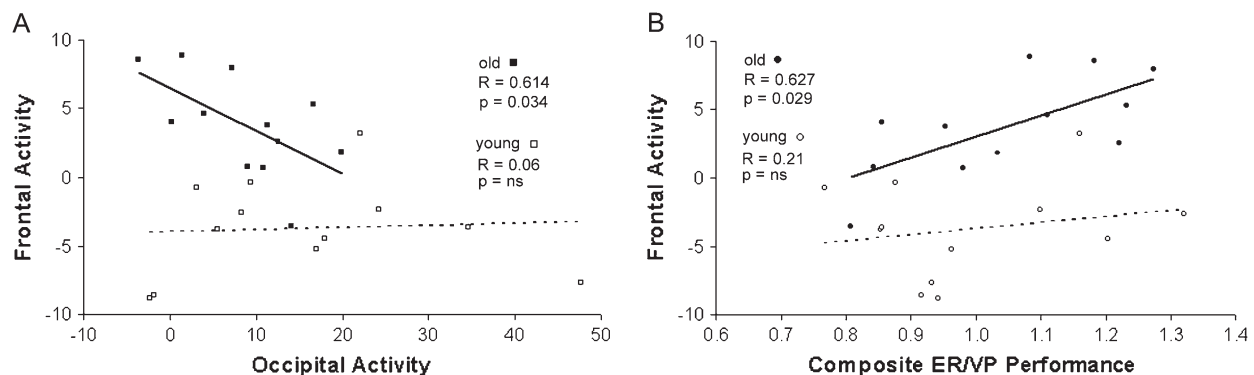 A
Frontal Activity
10
5
0
-5
-10
-10
0
10
20
30
40
50
Occipital Activity
old
R = 0.614
p = 0.034
young
R = 0.06
p = ns
B
Frontal Activity
10
5
0
-5
-10
0.6
0.7
0.8
0.9
1.0
1.1
1.2
1.3
1.4
Composite ER/VP Performance
old
R = 0.627
p = 0.029
young
R = 0.21
p = ns